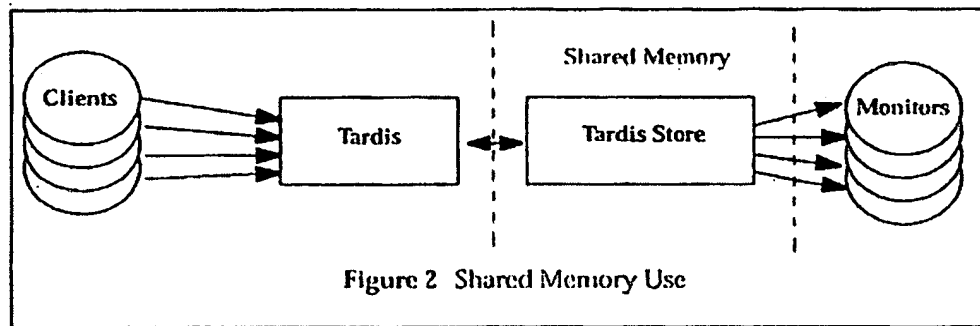 Shared Memory
Clients
Tardis
Tardis Store
Monitors
Figure 2 Shared Memory Use